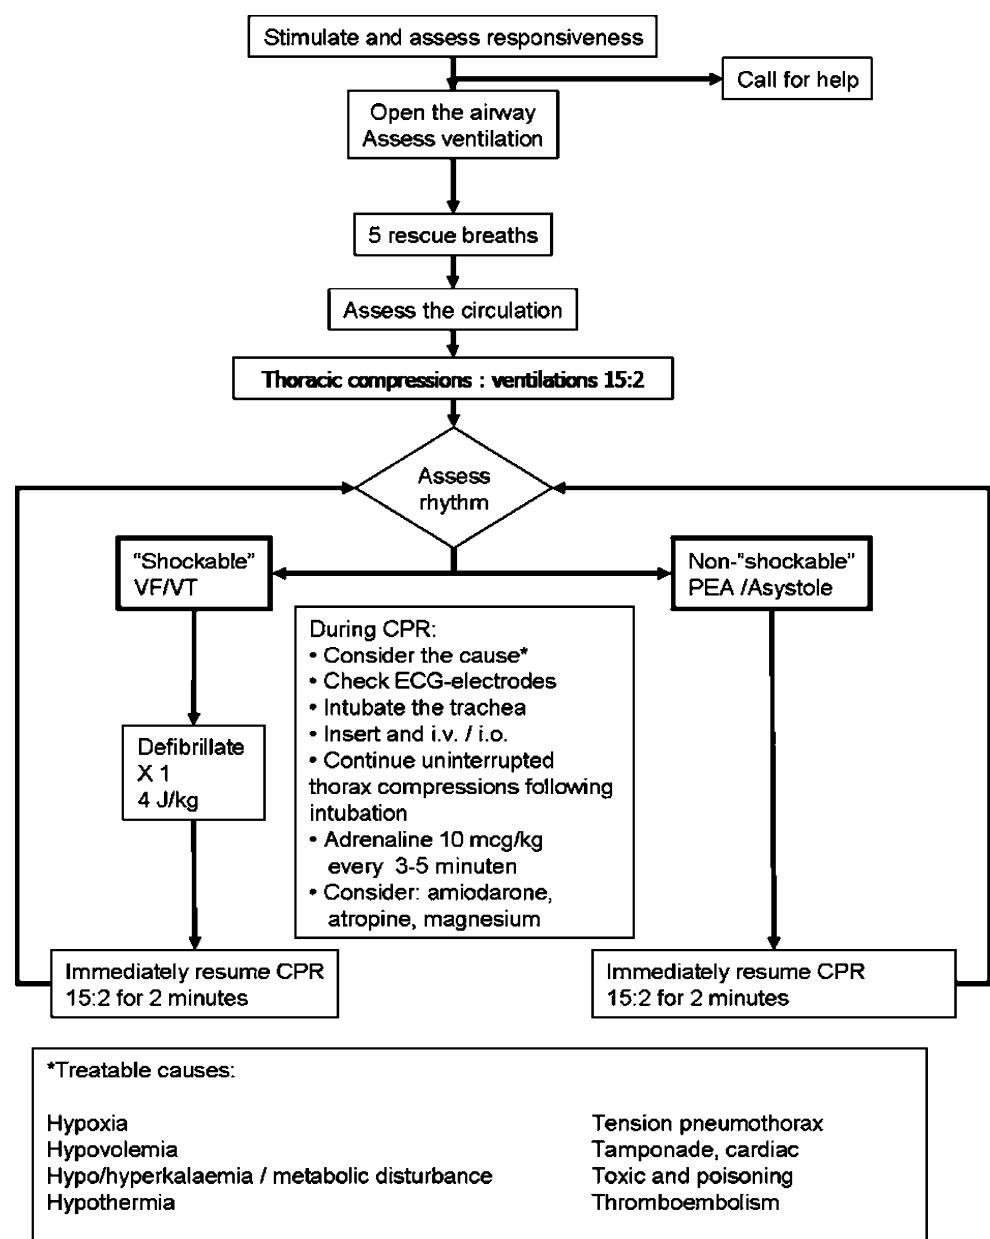 Stimulate and assess responsiveness
Call for help
Open the airway
Assess ventilation
5 rescue breaths
Assess the circulation
Thoracic compressions : ventilations 15:2
Assess
rhythm
“Shockable”
VF/VT
Non-”shockable”
PEA /Asystole
During CPR:
• Consider the cause*
• Check ECG-electrodes
• Intubate the trachea
• Insert and i.v. / i.o.
• Continue uninterrupted
thorax compressions following
intubation
• Adrenaline 10 mcg/kg
every 3-5 minuten
• Consider: amiodarone,
atropine, magnesium
Defibrillate
X 1
4 J/kg
Immediately resume CPR
15:2 for 2 minutes
Immediately resume CPR
15:2 for 2 minutes
*Treatable causes:
Hypoxia
Hypovolemia
Hypo/hyperkalaemia / metabolic disturbance
Hypothermia
Tension pneumothorax
Tamponade, cardiac
Toxic and poisoning
Thromboembolism